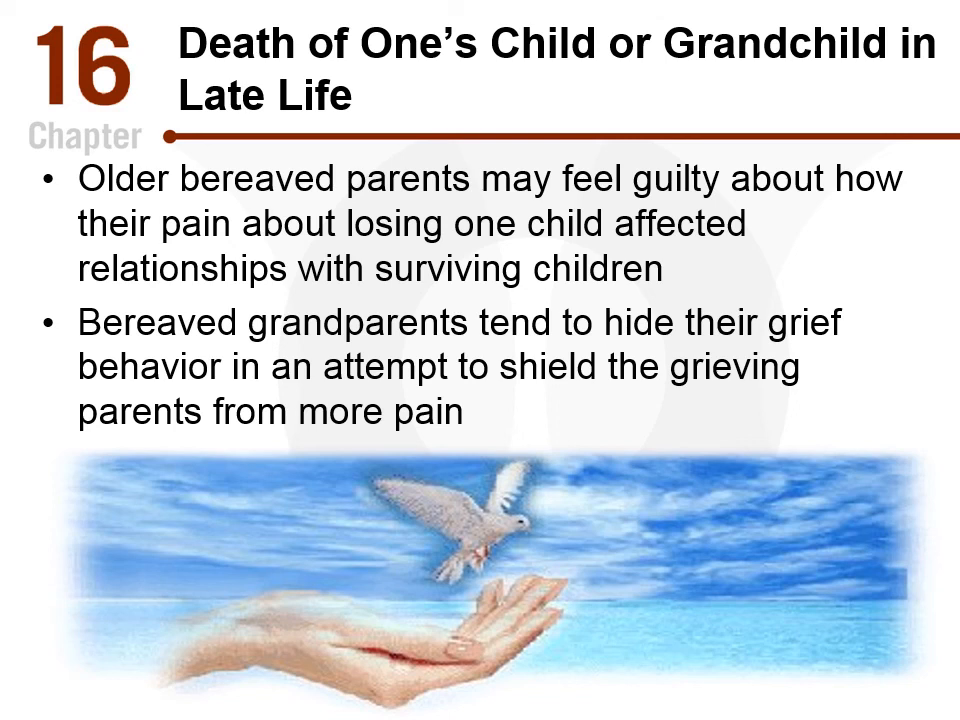 16
Chapter
Death of One’s Child or Grandchild in
Late Life
• Older bereaved parents may feel guilty about how
their pain about losing one child affected
relationships with surviving children
• Bereaved grandparents tend to hide their grief
behavior in an attempt to shield the grieving
parents from more pain